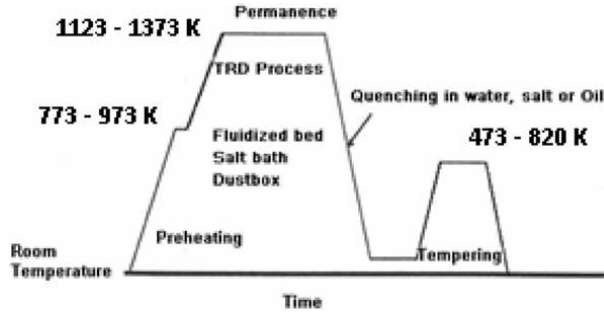 Permanence
1123 - 1373 K
TRD Process
Quenching in water, salt or Oil
773 - 973 K
473 - 820 K
Fluidized bed
Salt bath
Dustbox
Preheating
Room
Temperature
Tempering
Time